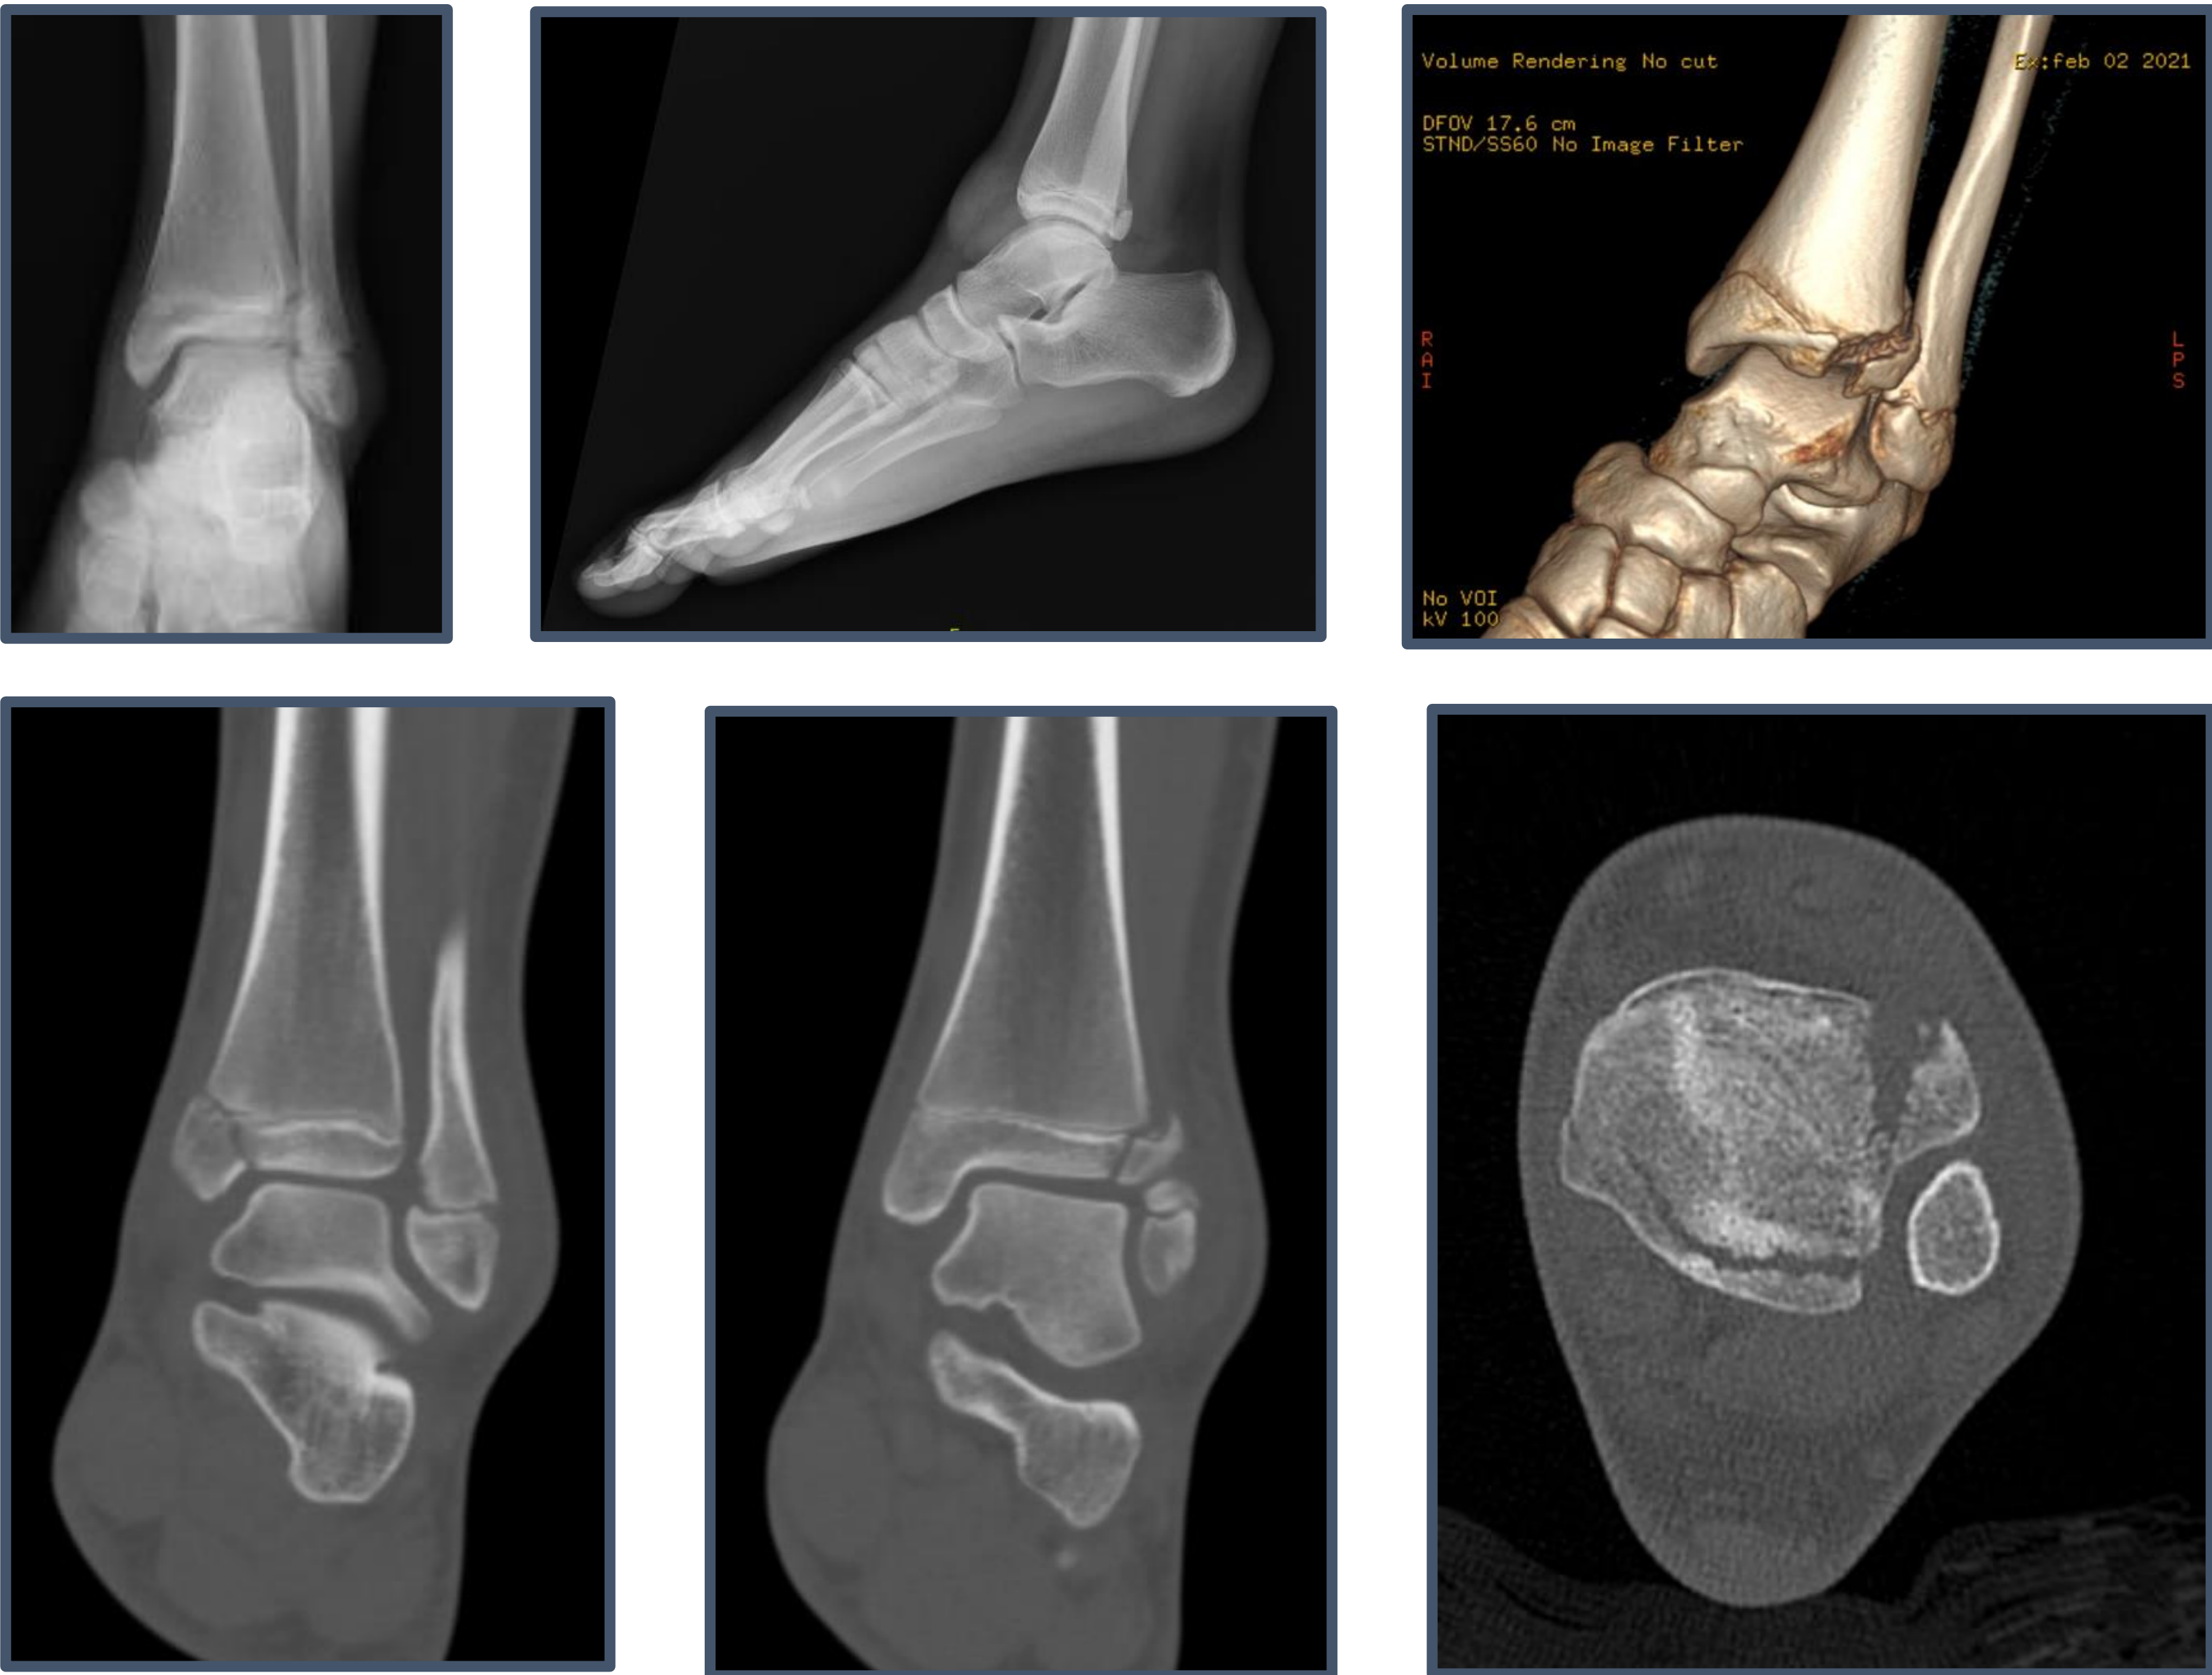 Volume Rendering No cut
Ex:feb 02 2021
DFOV 17.6 cm
STND/SS60 No Image Filter
R
A
I
L
P
S
No VOI
kV 100